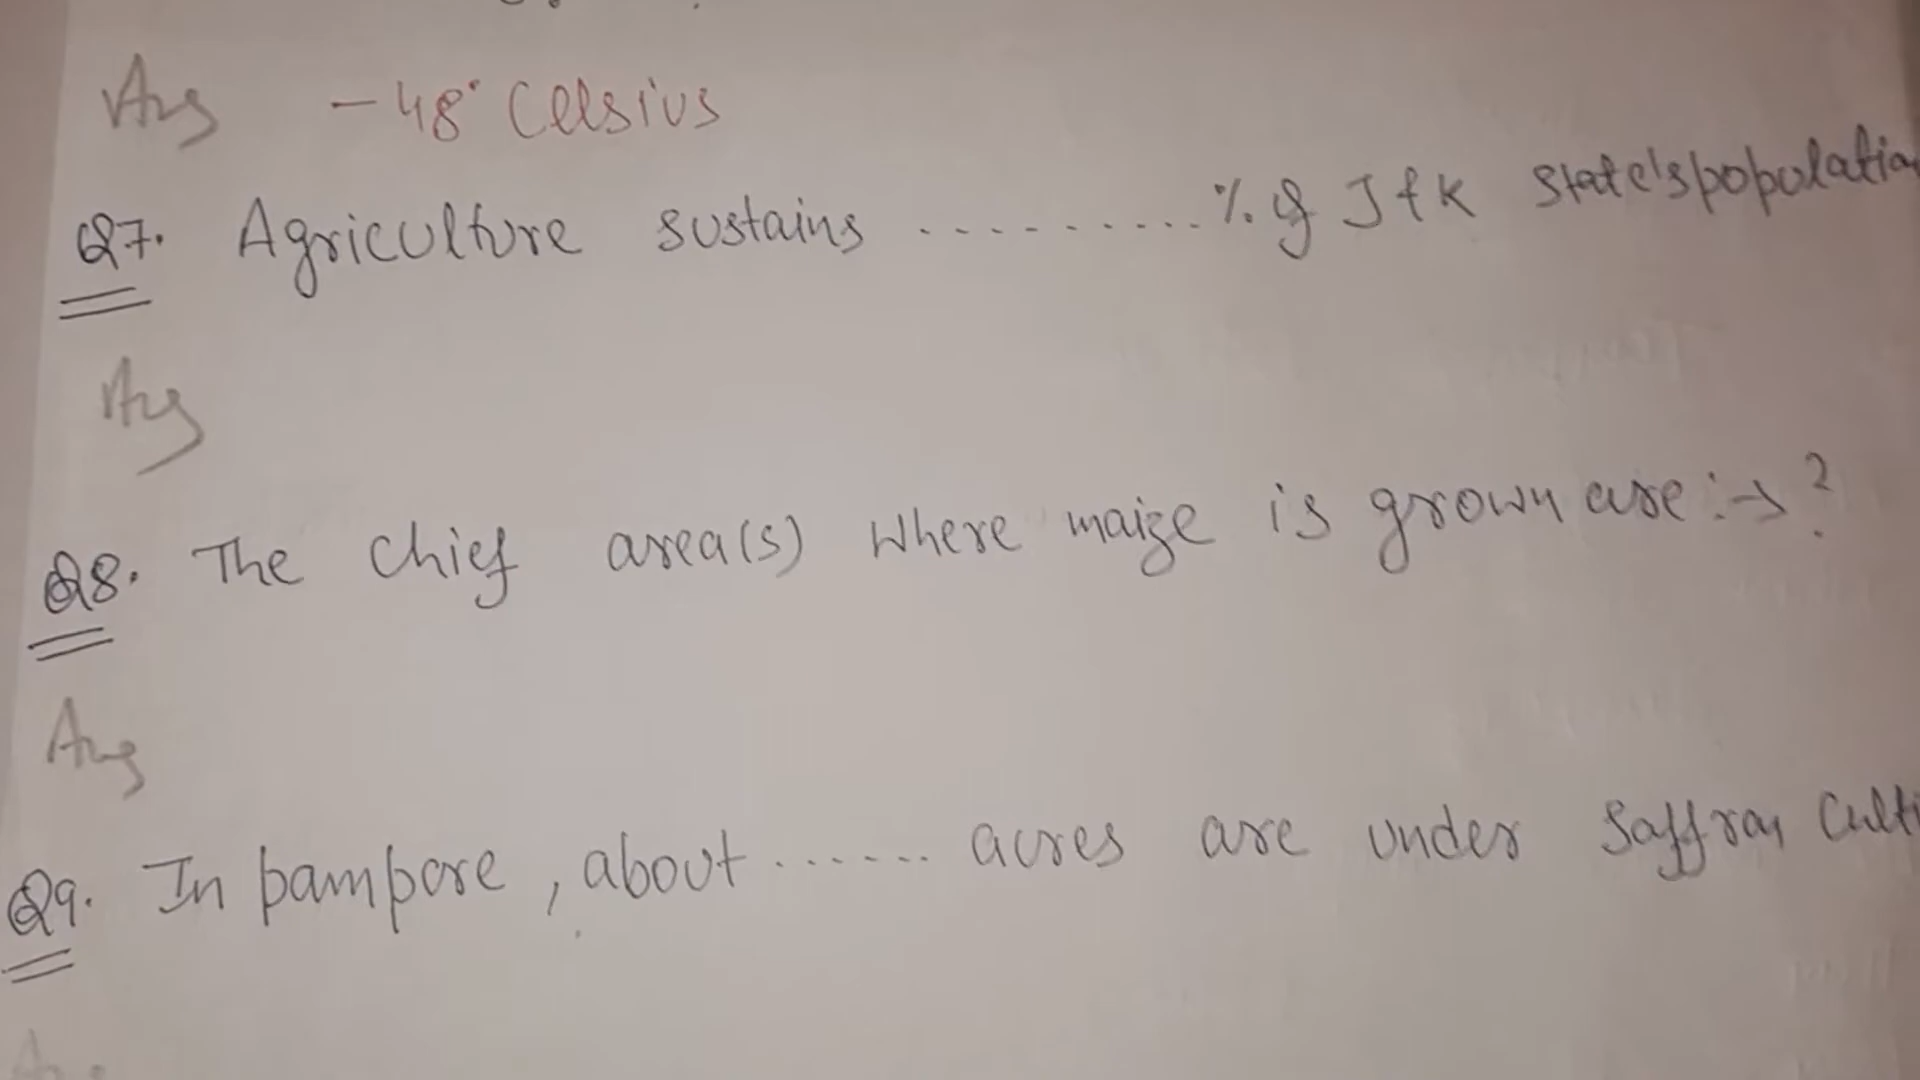 Ans -48° Celsius
Q7. Agriculture sustains .......... % of J & K State's population
Ans
Q8. The Chief area(s) where maize is grown are :→ ?
Ans
Q9. In pampore, about ....... acres are under Saffron Culti